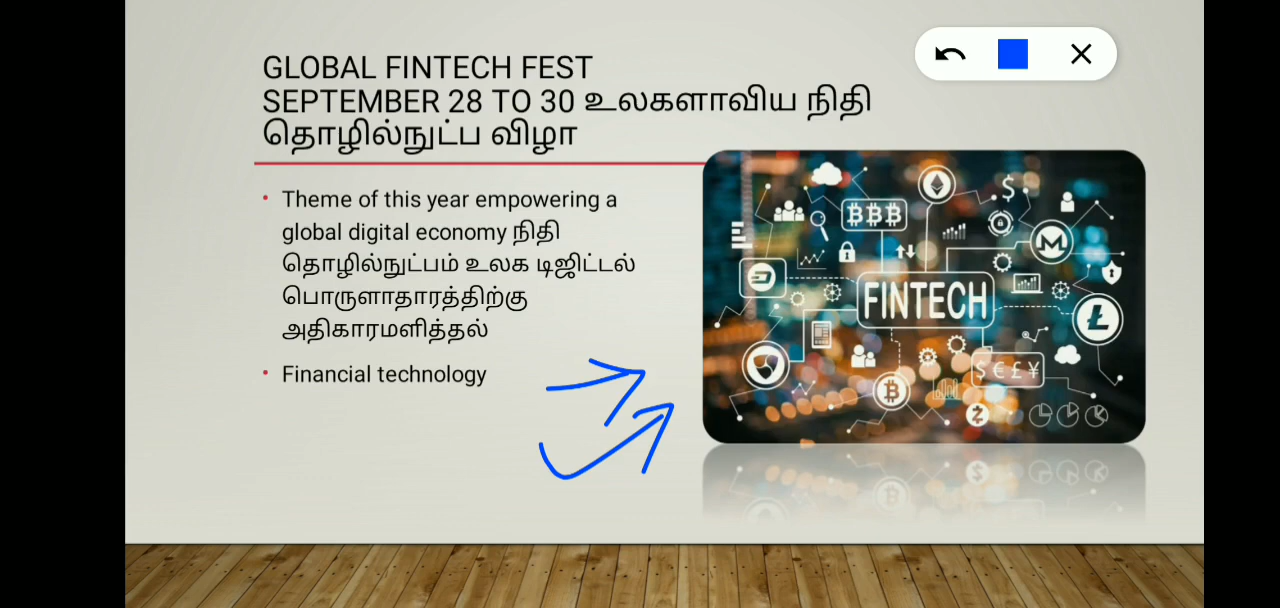 GLOBAL FINTECH FEST
SEPTEMBER 28 TO 30 உலகளாவிய நிதி
தொழில்நுட்ப விழா
Theme of this year empowering a
global digital economy நிதி
தொழில்நுட்பம் உலக டிஜிட்டல்
பொருளாதாரத்திற்கு
அதிகாரமளித்தல்
Financial technology
FINTECH
$ € £ ¥